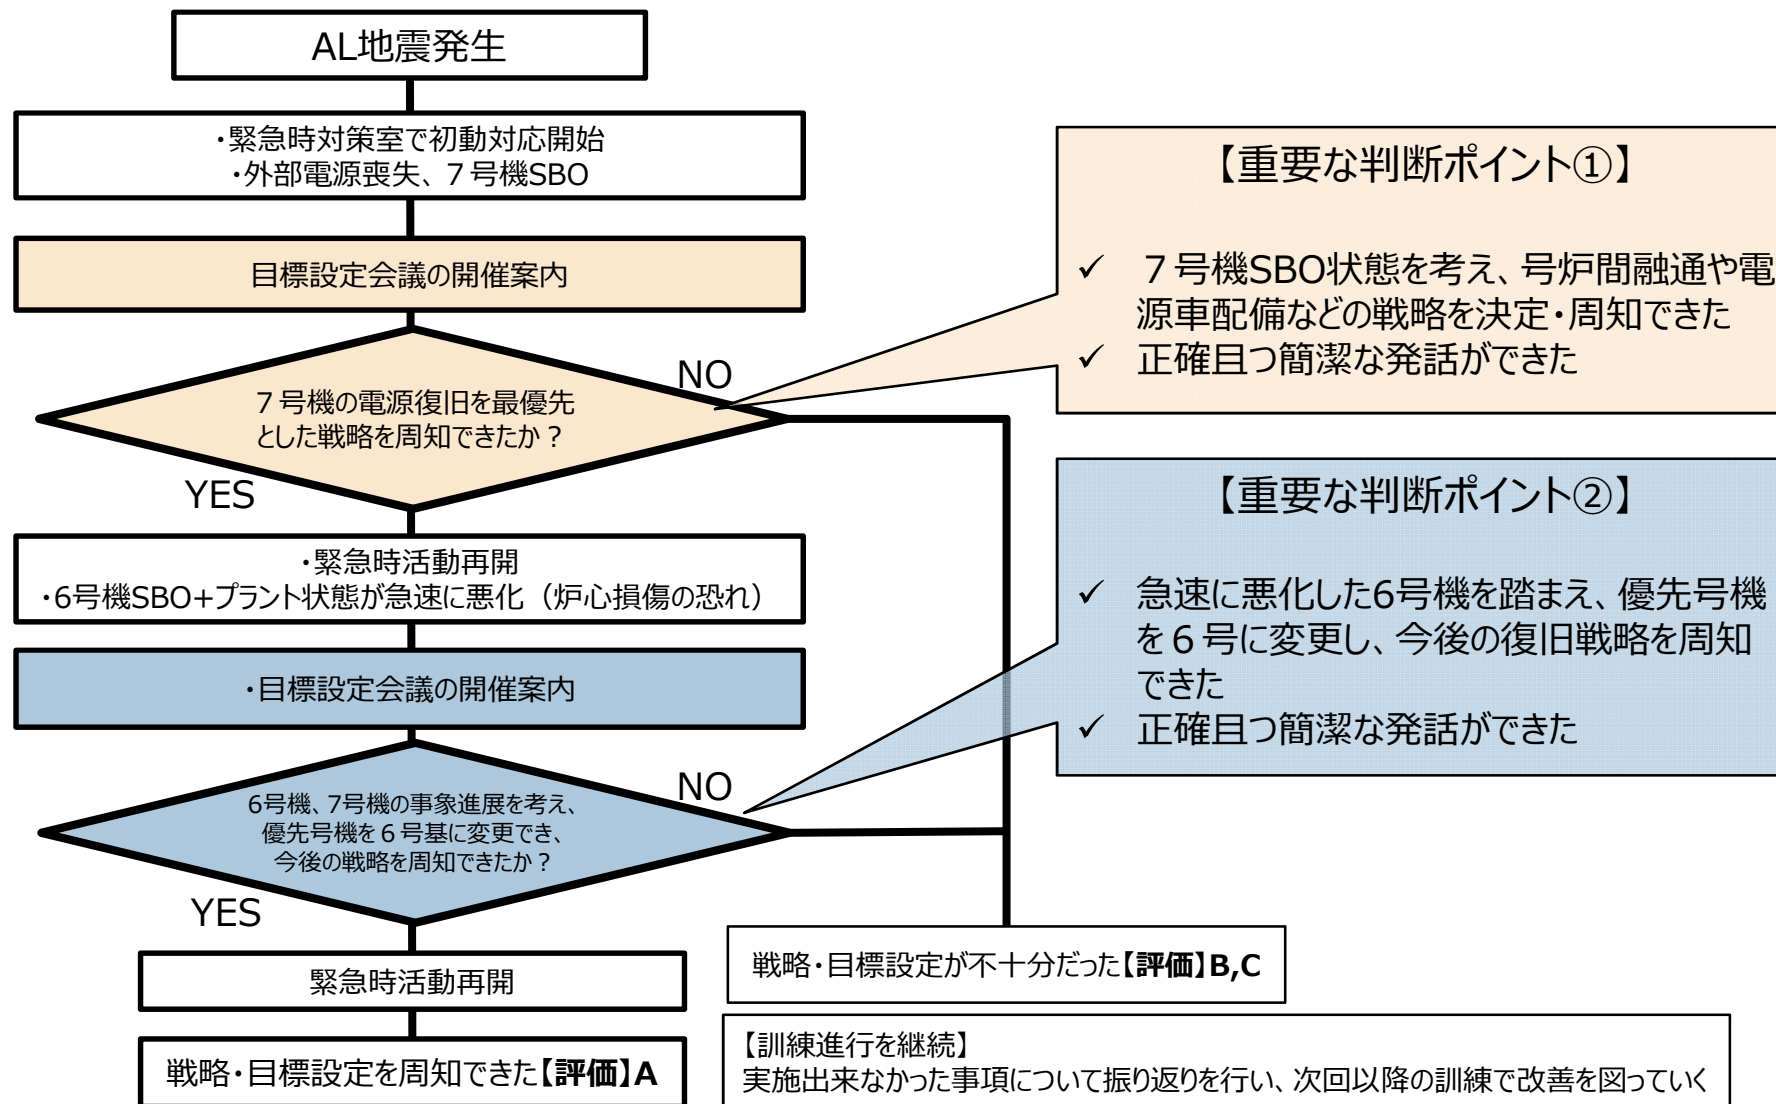 AL地震発生
・緊急時対策室で初動対応開始
・外部電源喪失、７号機SBO
目標設定会議の開催案内
７号機の電源復旧を最優先
とした戦略を周知できたか？
NO
YES
【重要な判断ポイント①】
✓ ７号機SBO状態を考え、号炉間融通や電
源車配備などの戦略を決定・周知できた
✓ 正確且つ簡潔な発話ができた
・緊急時活動再開
・6号機SBO+プラント状態が急速に悪化（炉心損傷の恐れ）
・目標設定会議の開催案内
6号機、7号機の事象進展を考え、
優先号機を６号基に変更でき、
今後の戦略を周知できたか？
NO
YES
【重要な判断ポイント②】
✓ 急速に悪化した6号機を踏まえ、優先号機
を６号に変更し、今後の復旧戦略を周知
できた
✓ 正確且つ簡潔な発話ができた
緊急時活動再開
戦略・目標設定を周知できた【評価】A
戦略・目標設定が不十分だった【評価】B,C
【訓練進行を継続】
実施出来なかった事項について振り返りを行い、次回以降の訓練で改善を図っていく